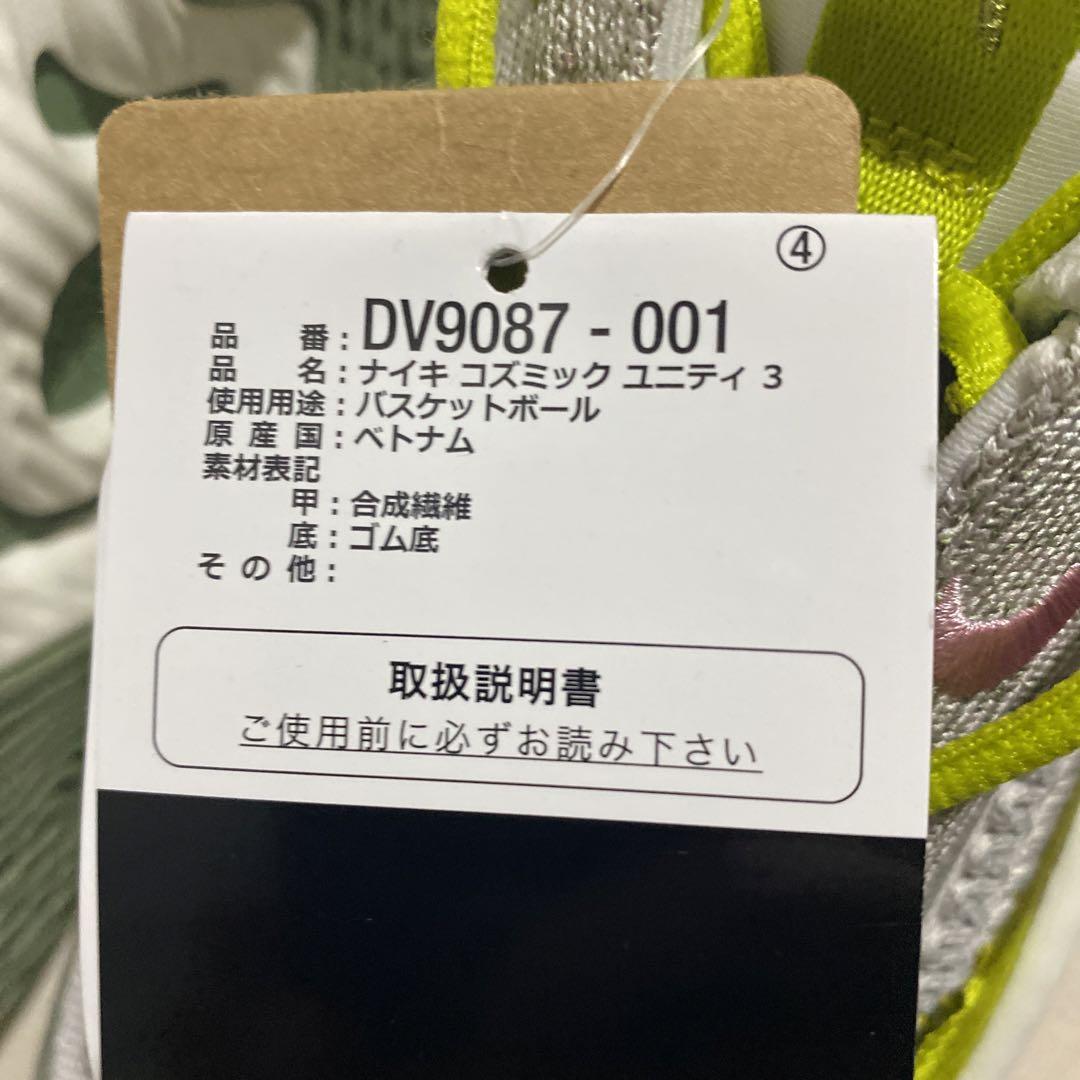 ④
品番:DV9087-001
品名:ナイキ コズミック ユニティ 3
使用用途:バスケットボール
原産国:ベトナム
素材表記
甲:合成繊維
底:ゴム底
その他:
取扱説明書
ご使用前に必ずお読み下さい